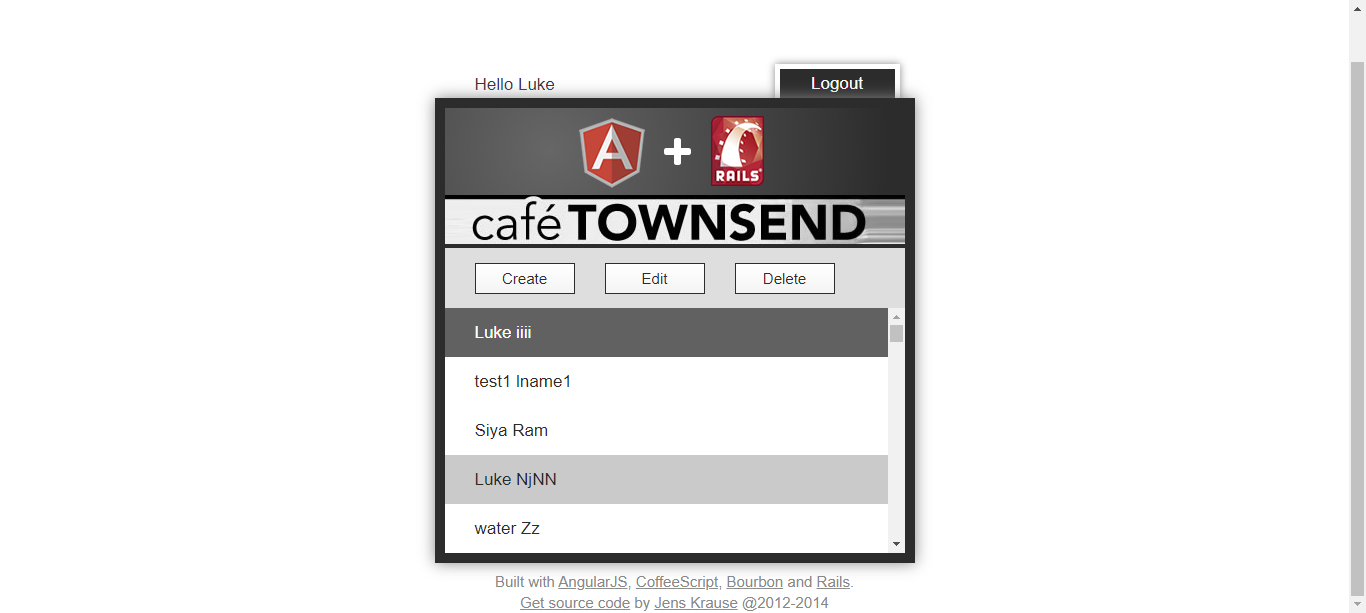 Hello Luke
Logout
A
RAILS
café TOWNSEND
Create
Edit
Delete
Luke iiii
test1 lname1
Siya Ram
Luke NjNN
water Zz
Built with AngularJS, CoffeeScript, Bourbon and Rails.
Get source code by Jens Krause @2012-2014